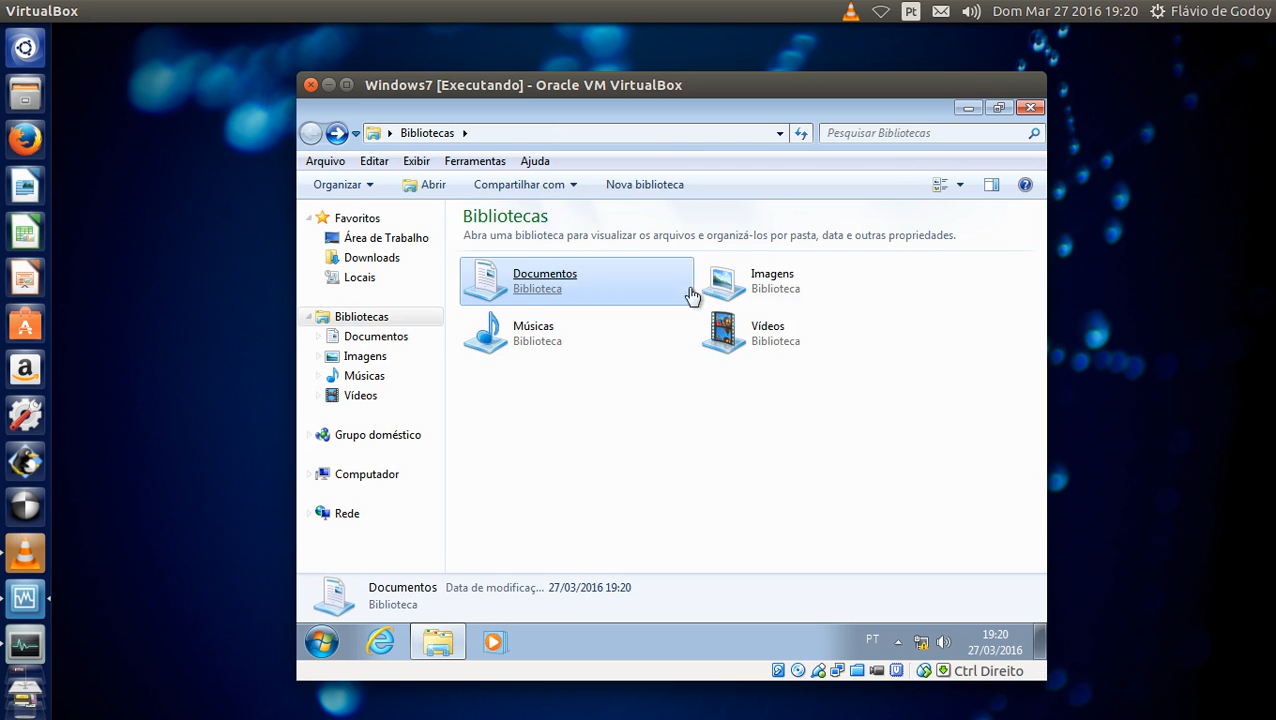 VirtualBox
Pt
Dom Mar 27 2016 19:20
Flávio de Godoy
Windows7 [Executando] - Oracle VM VirtualBox
Bibliotecas
Pesquisar Bibliotecas
Arquivo Editar Exibir Ferramentas Ajuda
Organizar Abrir Compartilhar com Nova biblioteca
Favoritos
Área de Trabalho
Downloads
Locais
Bibliotecas
Documentos
Imagens
Músicas
Vídeos
Grupo doméstico
Computador
Rede
Bibliotecas
Abra uma biblioteca para visualizar os arquivos e organizá-los por pasta, data e outras propriedades.
Documentos
Biblioteca
Imagens
Biblioteca
Músicas
Biblioteca
Vídeos
Biblioteca
Documentos Data de modificaç... 27/03/2016 19:20
Biblioteca
PT
19:20
27/03/2016
Ctrl Direito